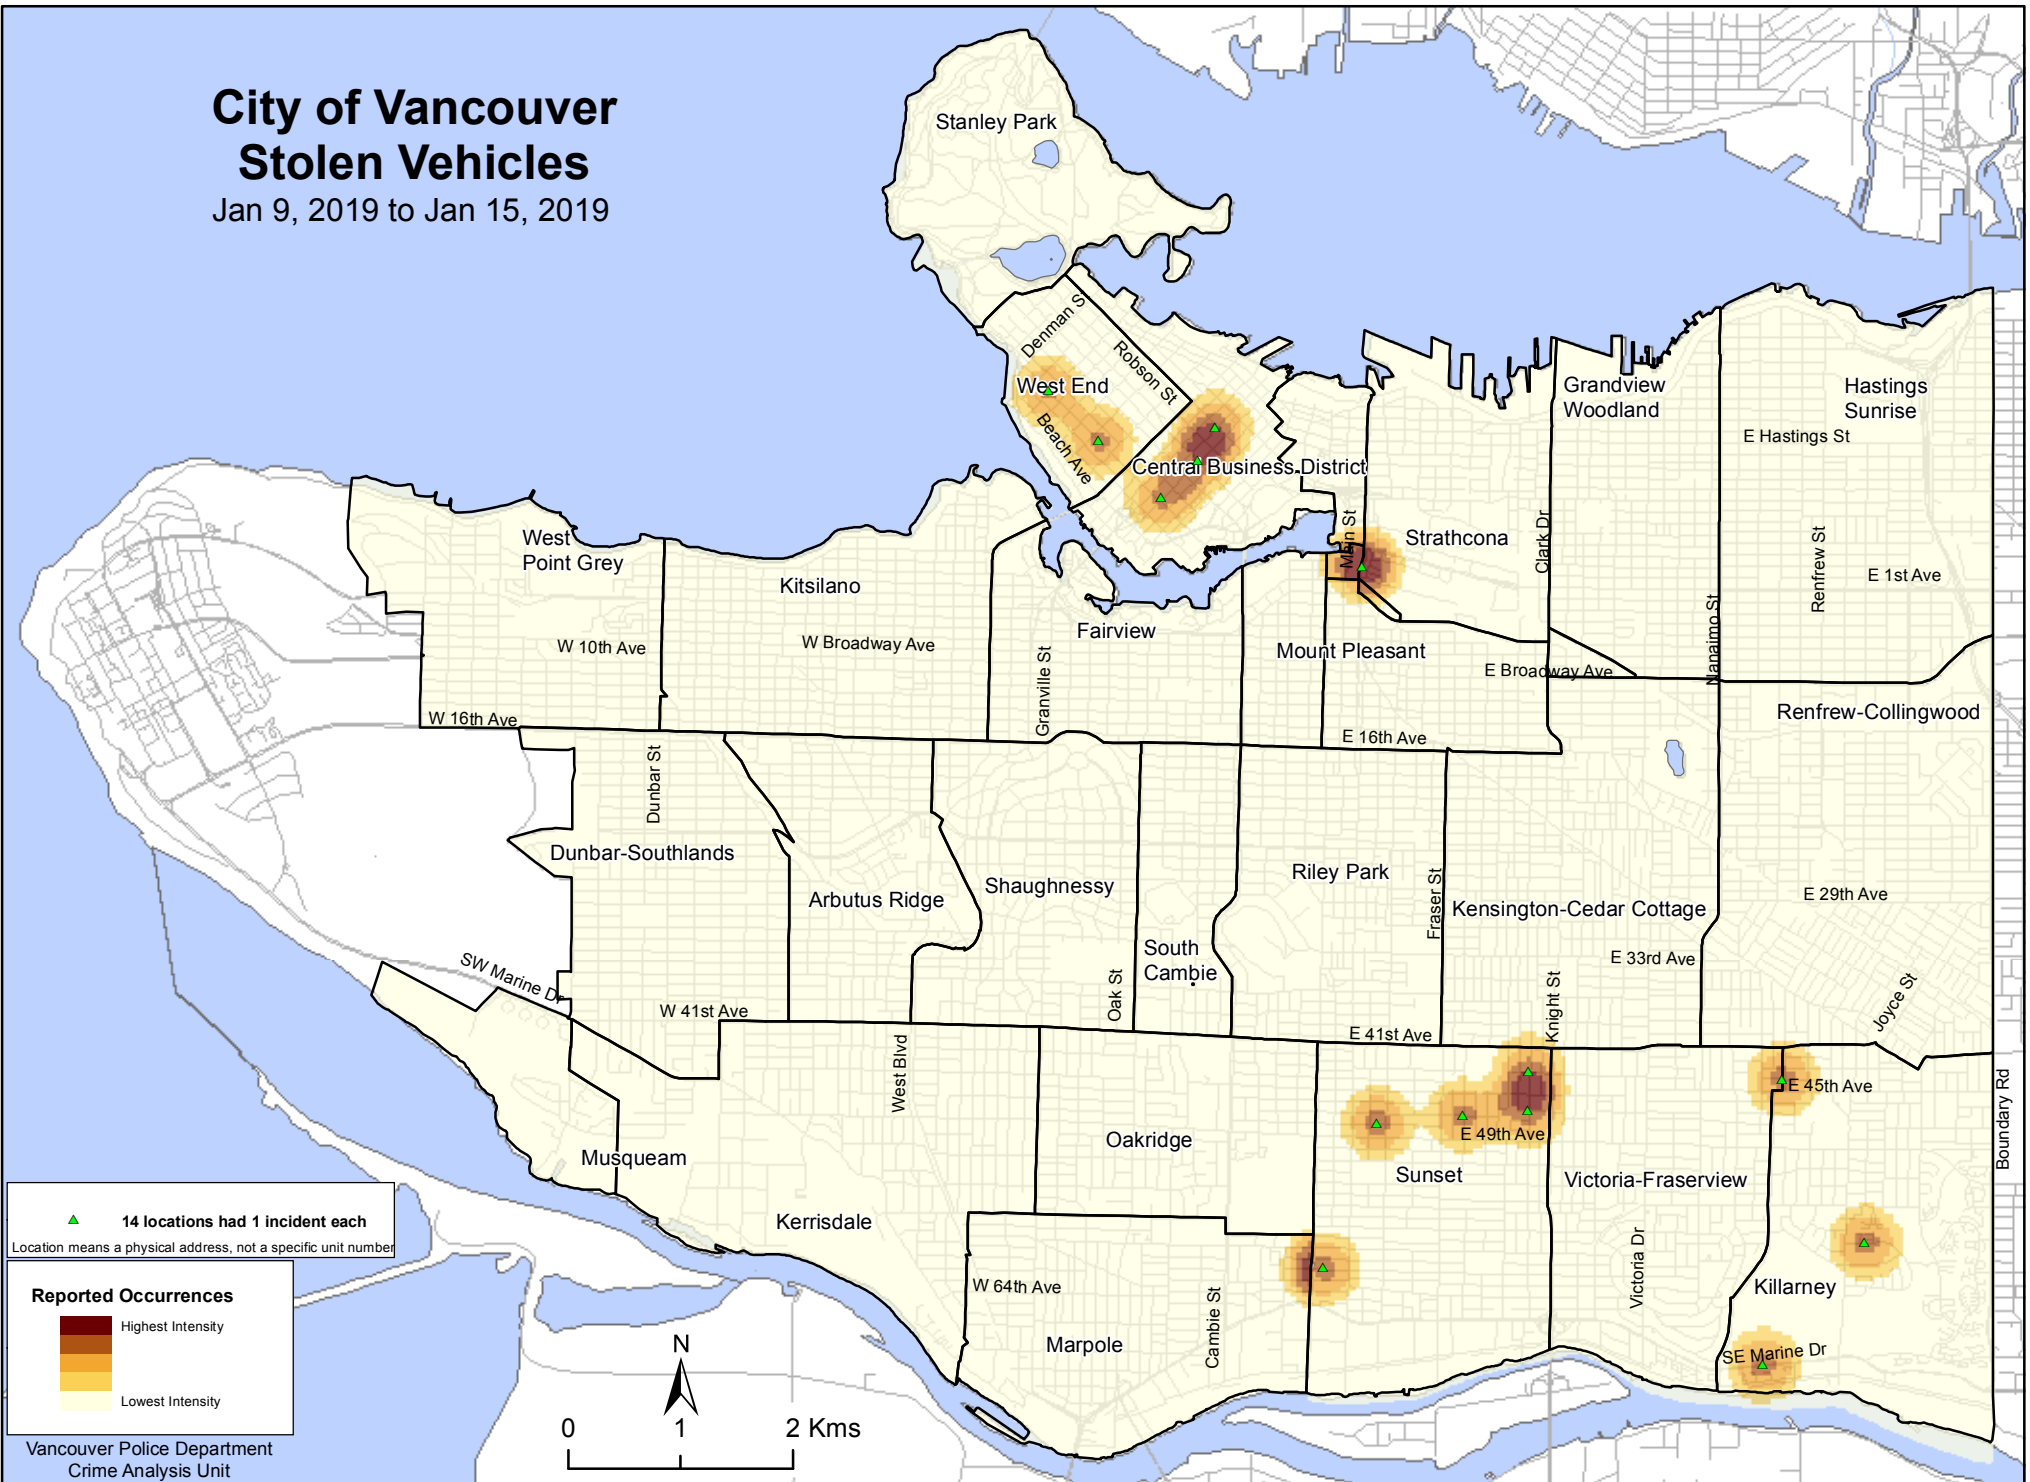 City of Vancouver
Stolen Vehicles
Jan 9, 2019 to Jan 15, 2019
Stanley Park
Denman S
Robson St
West End
Beach Ave
Central Business District
Grandview
Woodland
Hastings
Sunrise
E Hastings St
West
Point Grey
Kitsilano
Main St
Strathcona
Clark Dr
Renfrew St
E 1st Ave
Nanaimo St
W 10th Ave
W Broadway Ave
Fairview
Granville St
Mount Pleasant
E Broadway Ave
W 16th Ave
E 16th Ave
Renfrew-Collingwood
Dunbar St
Dunbar-Southlands
Arbutus Ridge
Shaughnessy
Riley Park
Fraser St
Kensington-Cedar Cottage
E 29th Ave
South
Cambie
E 33rd Ave
SW Marine Dr
W 41st Ave
Oak St
E 41st Ave
Knight St
Joyce St
West Blvd
E 45th Ave
Boundary Rd
Musqueam
Oakridge
E 49th Ave
Sunset
Victoria-Fraserview
Kerrisdale
W 64th Ave
Cambie St
Victoria Dr
Killarney
Marpole
SE Marine Dr
14 locations had 1 incident each
Location means a physical address, not a specific unit number
Reported Occurrences
Highest Intensity
Lowest Intensity
N
0 1 2 Kms
Vancouver Police Department
Crime Analysis Unit